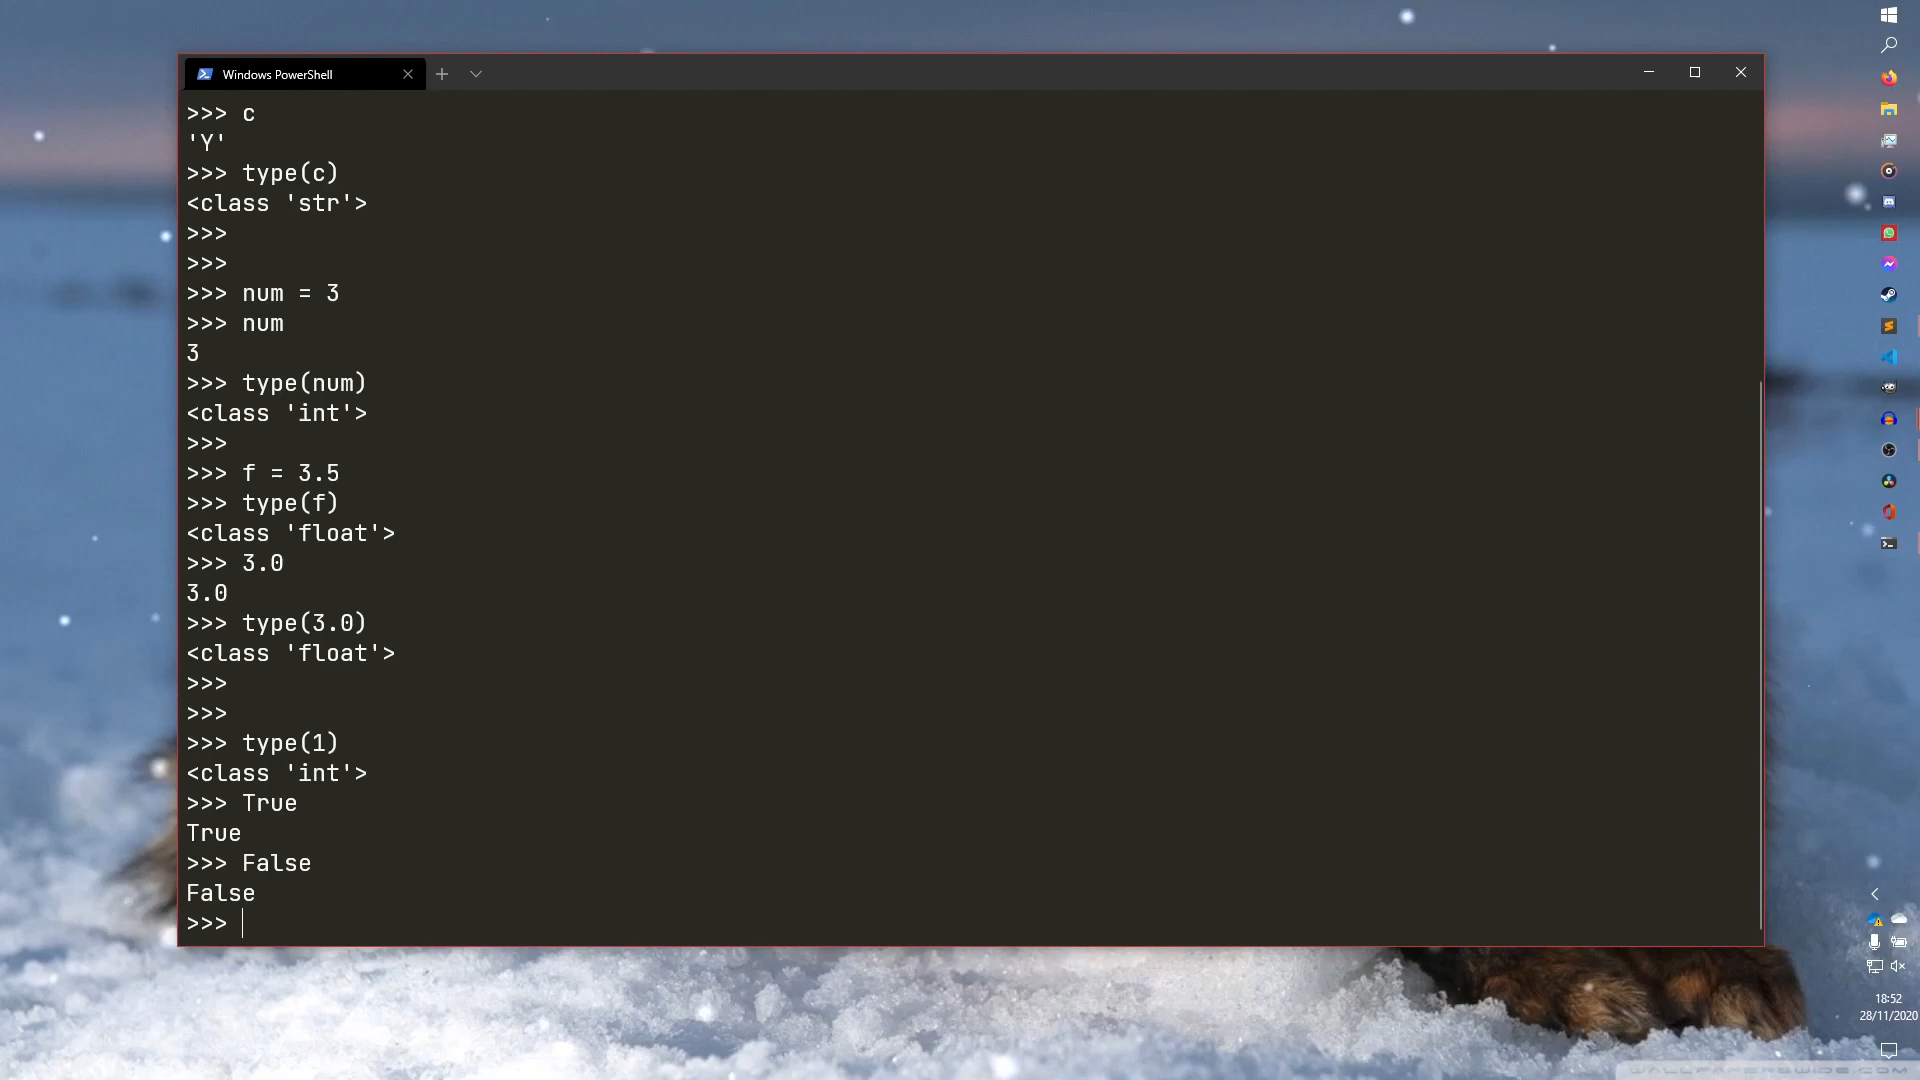 Windows PowerShell
>>> c
'Y'
>>> type(c)
<class 'str'>
>>>
>>>
>>> num = 3
>>> num
3
>>> type(num)
<class 'int'>
>>>
>>> f = 3.5
>>> type(f)
<class 'float'>
>>> 3.0
3.0
>>> type(3.0)
<class 'float'>
>>>
>>>
>>> type(1)
<class 'int'>
>>> True
True
>>> False
False
>>>
18:52
28/11/2020